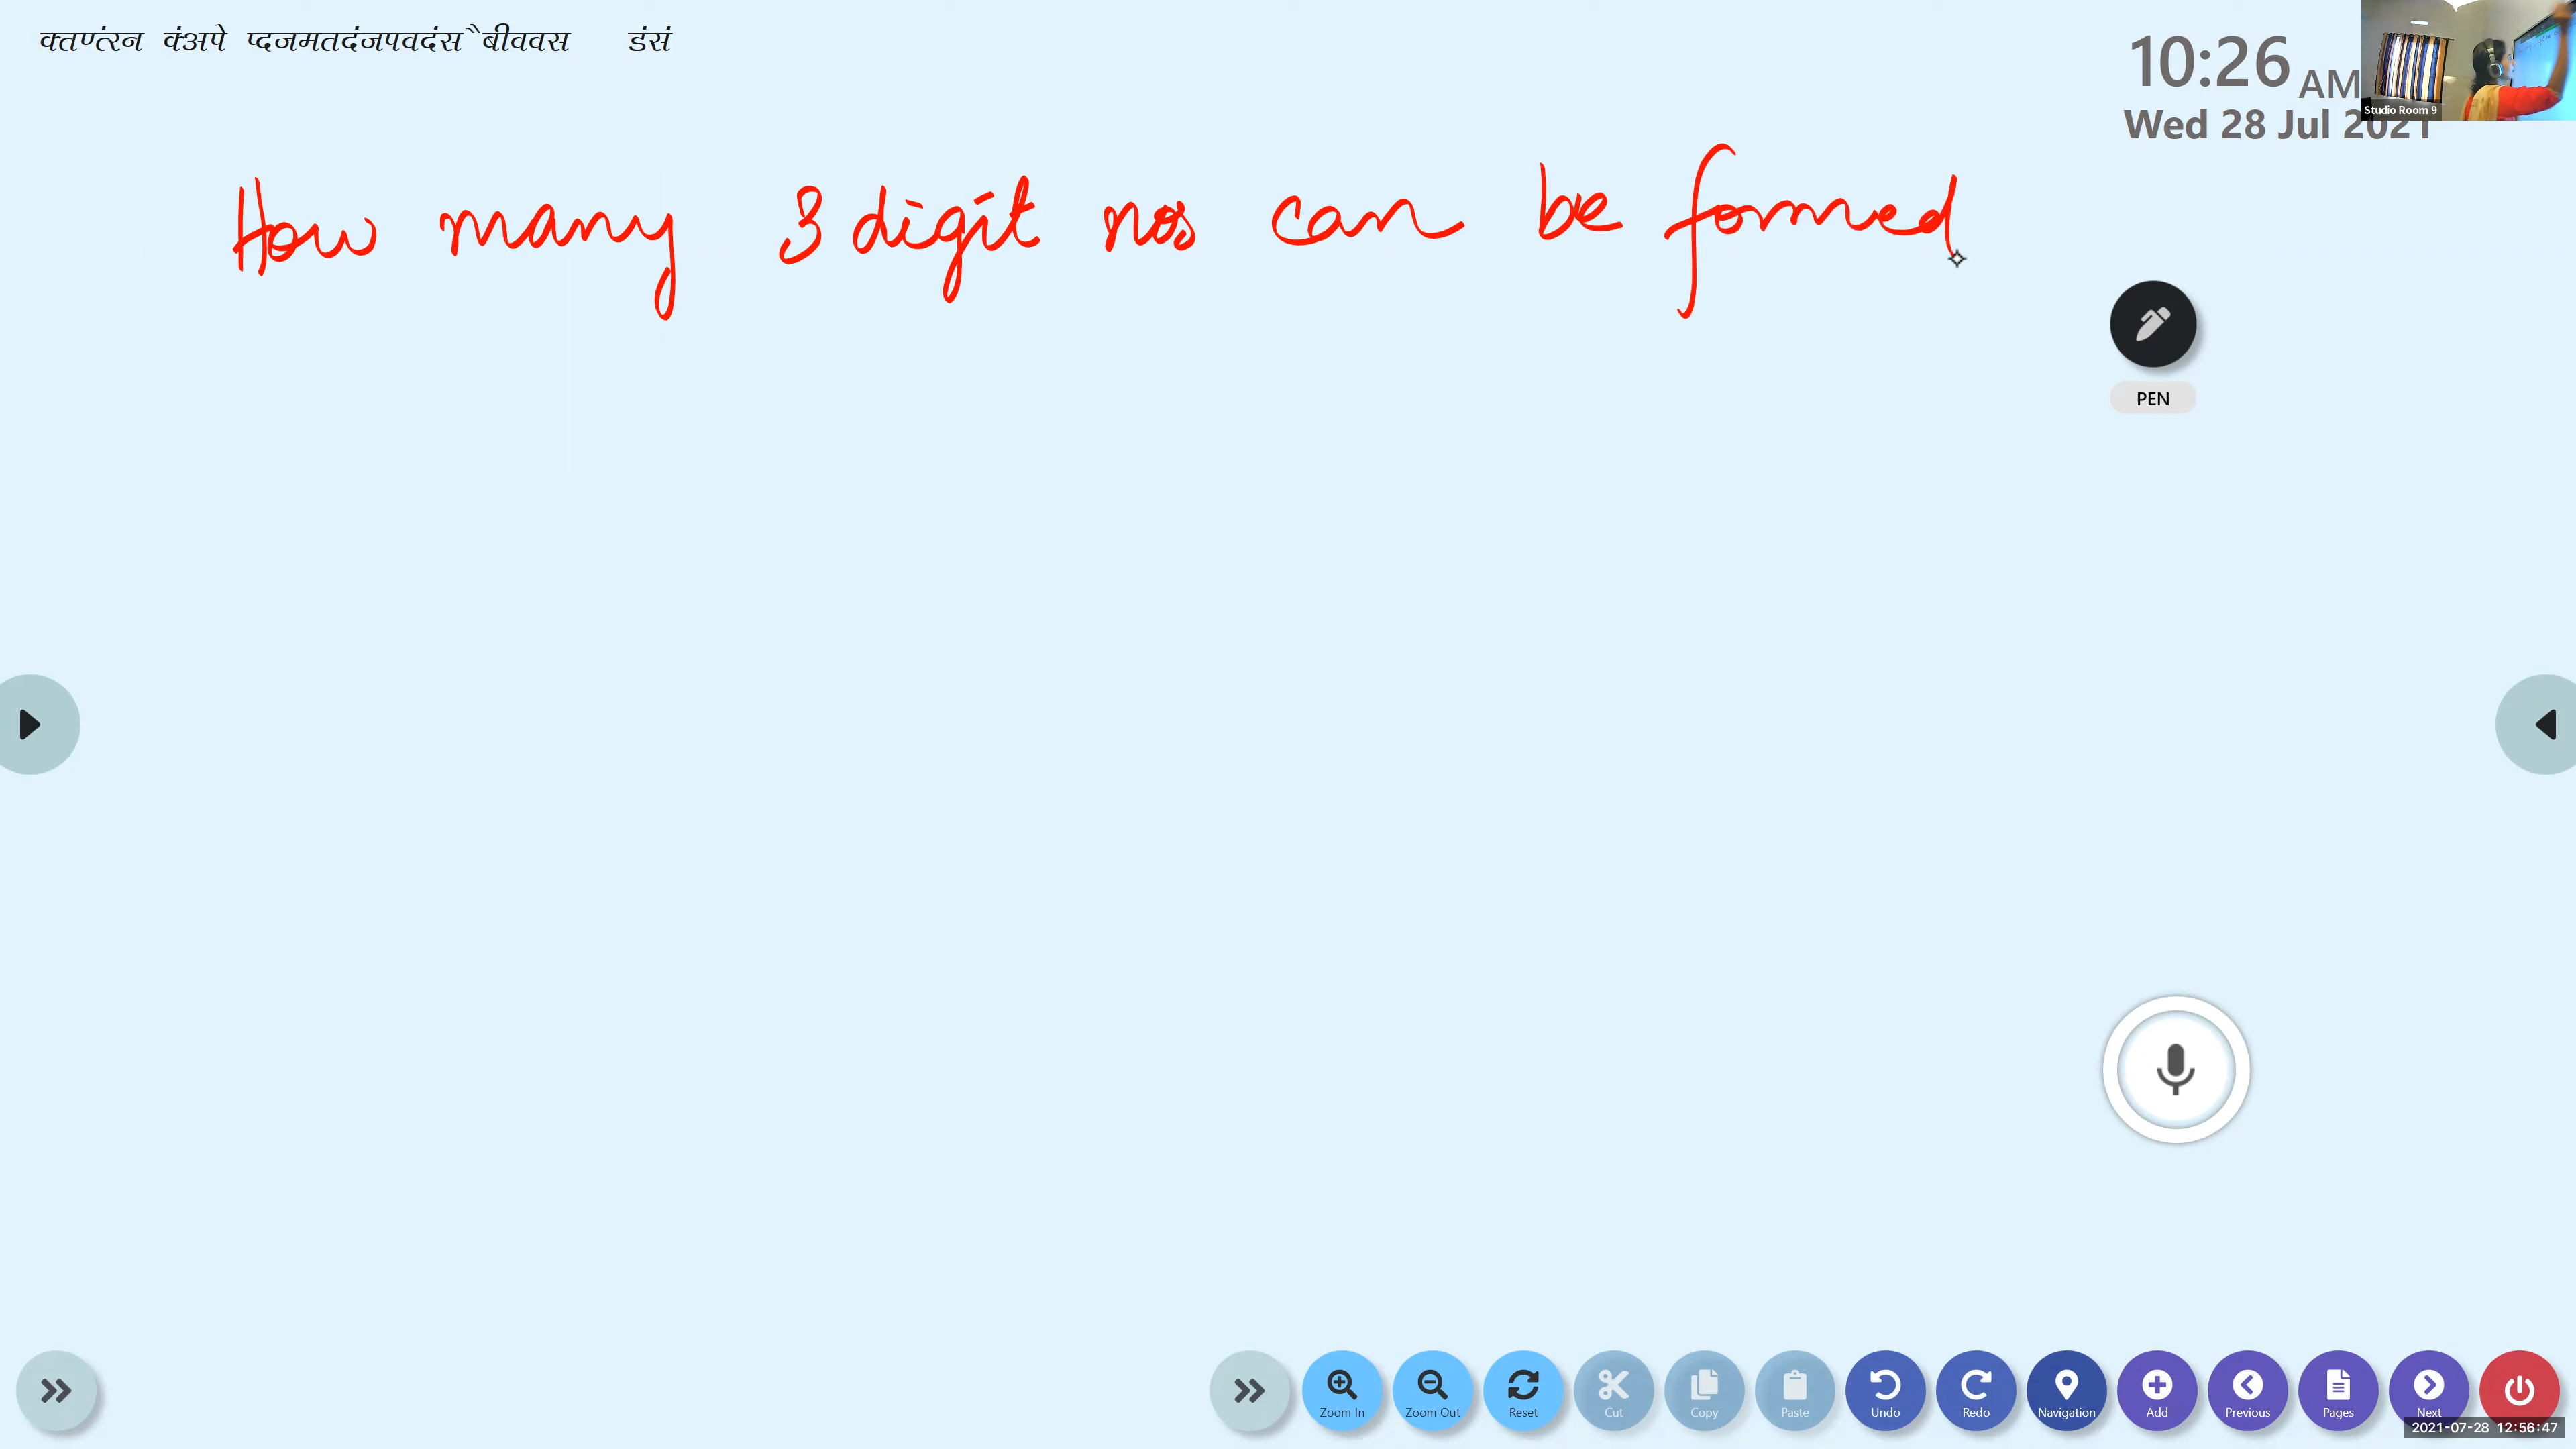 क्तण्त्ंरन क्ंअपे प्दजमतदंजपवदंस ैबीववस डंसं
10:26 AM
Wed 28 Jul 2021
Studio Room 9
How many 3 digit nos can be formed
PEN
Zoom In Zoom Out Reset Cut Copy Paste Undo Redo Navigation Add Previous Pages Next
2021-07-28 12:56:47